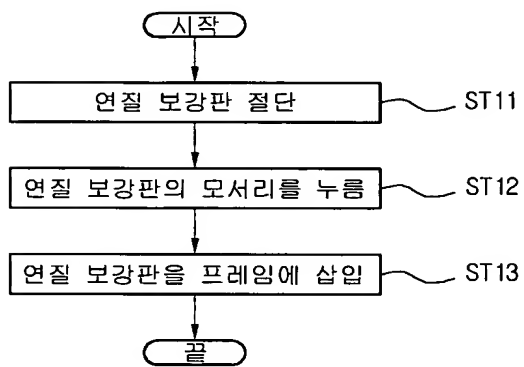 시작
연질 보강판 절단
ST11
연질 보강판의 모서리를 누름
ST12
연질 보강판을 프레임에 삽입
ST13
끝